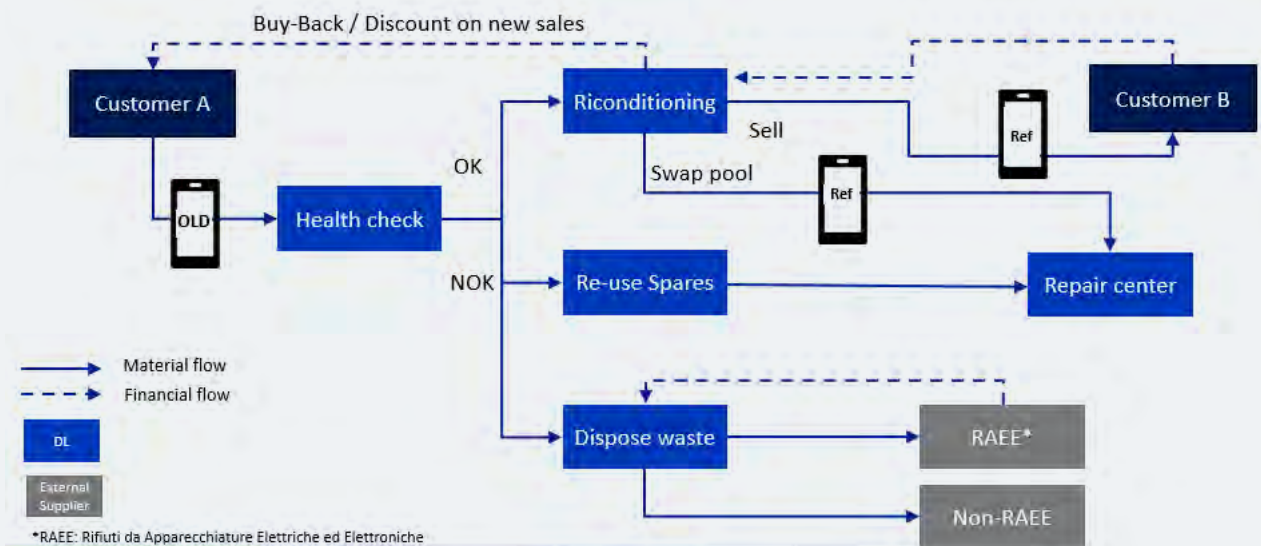 Buy-Back / Discount on new sales
Customer A
Riconditioning
Customer B
Sell
Ref
OK
Swap pool
Ref
OLD
Health check
NOK
Re-use Spares
Repair center
Material flow
Financial flow
DL
Dispose waste
RAEE*
External
Supplier
Non-RAEE
*RAEE: Rifiuti da Apparecchiature Elettriche ed Elettroniche